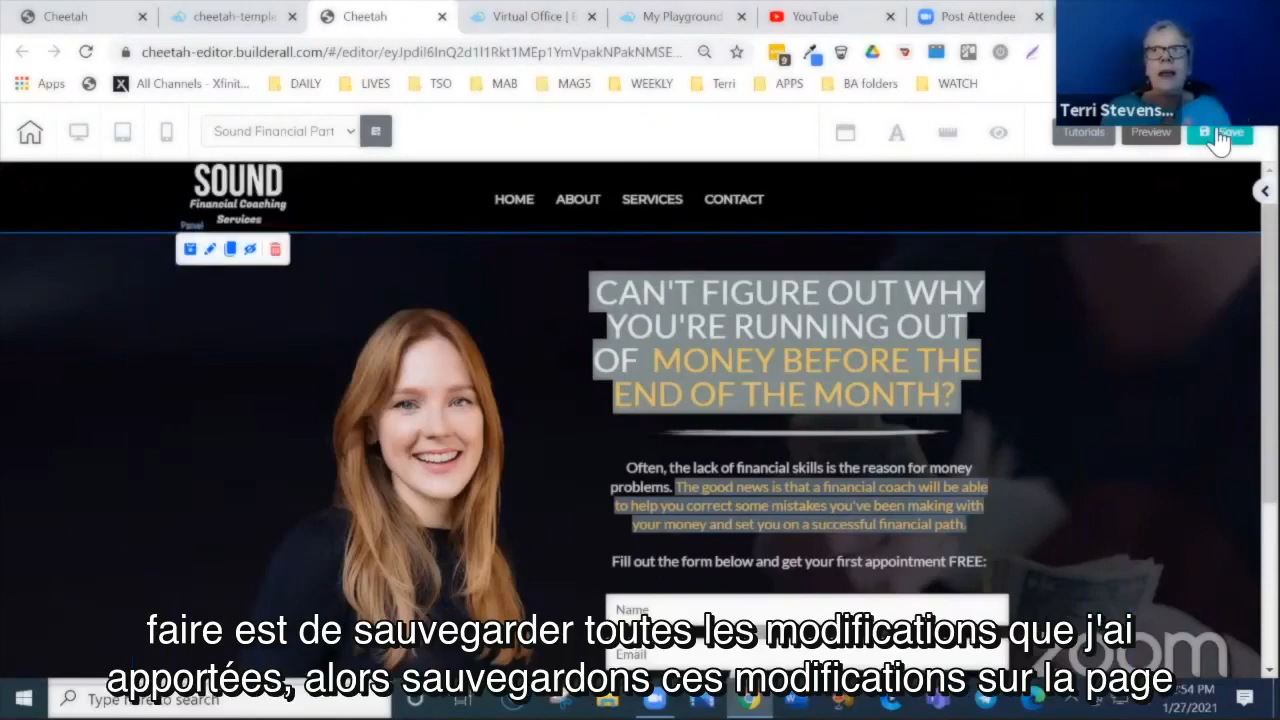 Cheetah
cheetah-templa
Cheetah
Virtual Office | E
My Playground
YouTube
Post Attendee
cheetah-editor.builderall.com/#/editor/eyJpdiI6InQ2d1l1Rkt1MEp1YmVpakNPakNMSE...
Apps
All Channels - Xfinit...
DAILY
LIVES
TSO
MAB
MAG5
WEEKLY
Terri
APPS
BA folders
WATCH
Terri Stevens...
Sound Financial Part
Tutorials
Preview
Save
SOUND
Financial Coaching
Services
Panel
HOME
ABOUT
SERVICES
CONTACT
CAN'T FIGURE OUT WHY
YOU'RE RUNNING OUT
OF MONEY BEFORE THE
END OF THE MONTH?
Often, the lack of financial skills is the reason for money
problems. The good news is that a financial coach will be able
to help you correct some mistakes you've been making with
your money and set you on a successful financial path.
Fill out the form below and get your first appointment FREE:
Name
Email
zoom
faire est de sauvegarder toutes les modifications que j'ai
apportées, alors sauvegardons ces modifications sur la page
Type here to search
:54 PM
1/27/2021